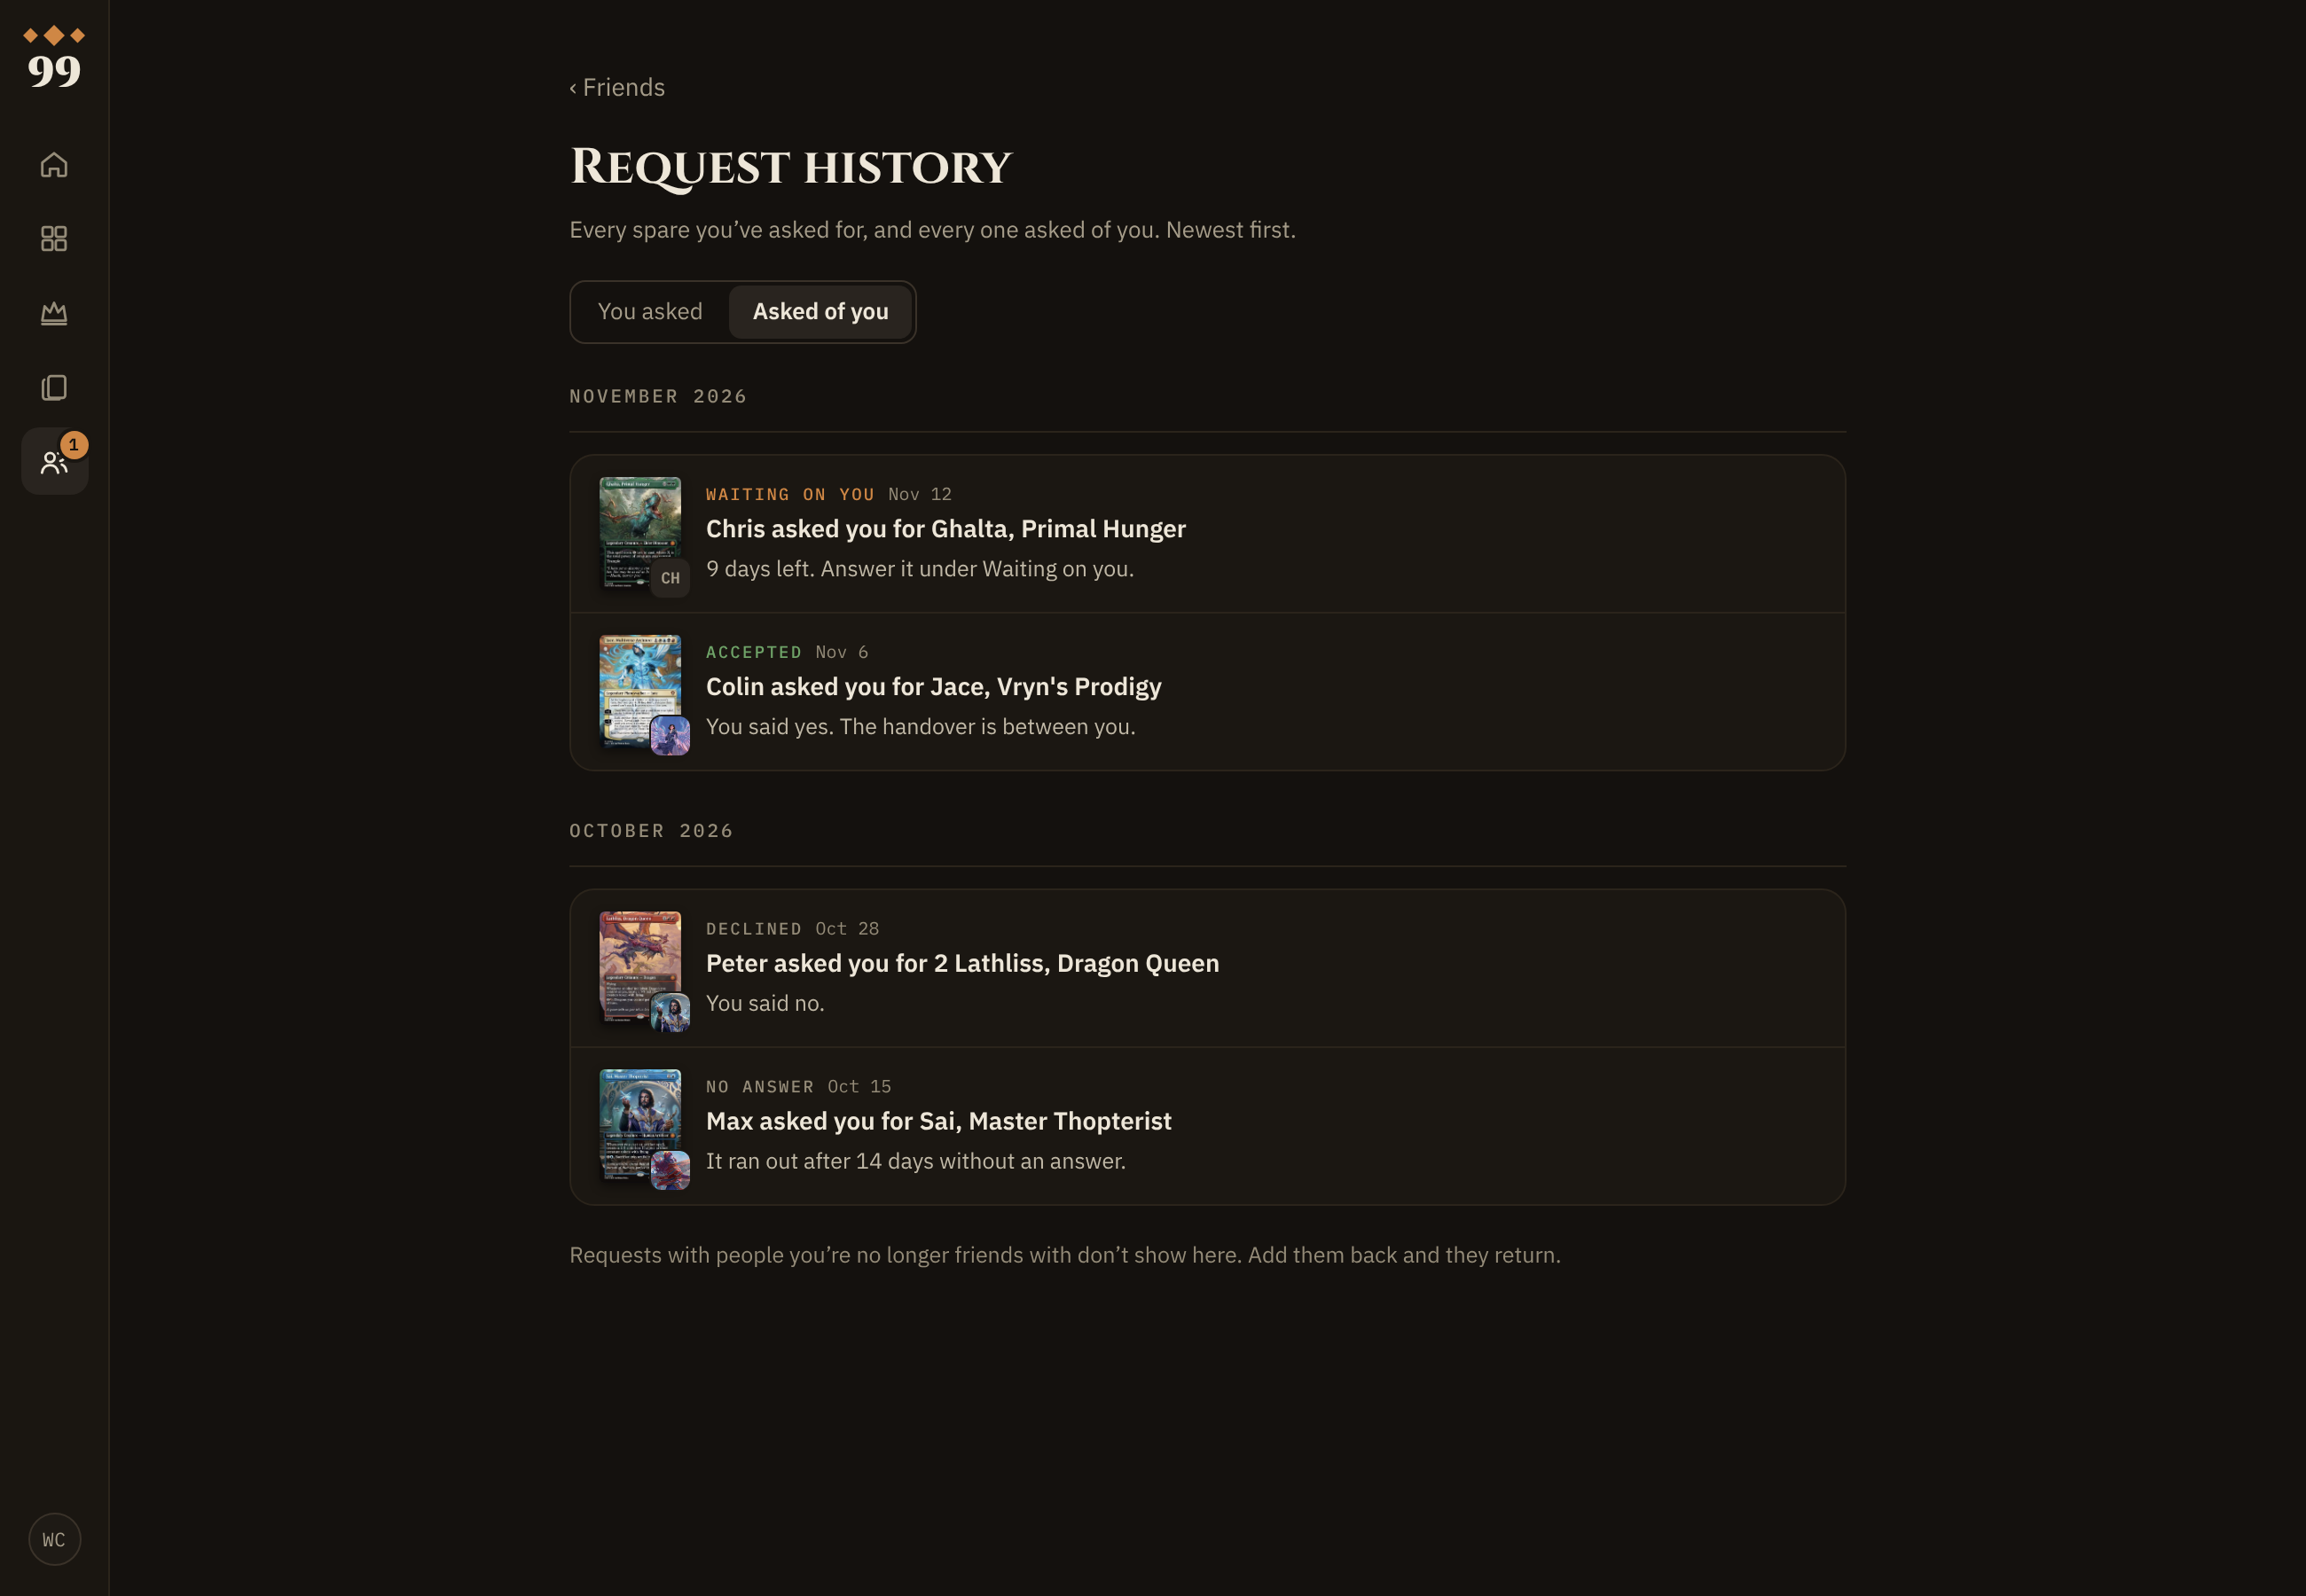 99
‹ Friends
Request history
Every spare you’ve asked for, and every one asked of you. Newest first.
You asked
Asked of you
NOVEMBER 2026
1
WAITING ON YOU Nov 12
Chris asked you for Ghalta, Primal Hunger
9 days left. Answer it under Waiting on you.
CH
ACCEPTED Nov 6
Colin asked you for Jace, Vryn's Prodigy
You said yes. The handover is between you.
OCTOBER 2026
DECLINED Oct 28
Peter asked you for 2 Lathliss, Dragon Queen
You said no.
NO ANSWER Oct 15
Max asked you for Sai, Master Thopterist
It ran out after 14 days without an answer.
Requests with people you’re no longer friends with don’t show here. Add them back and they return.
WC